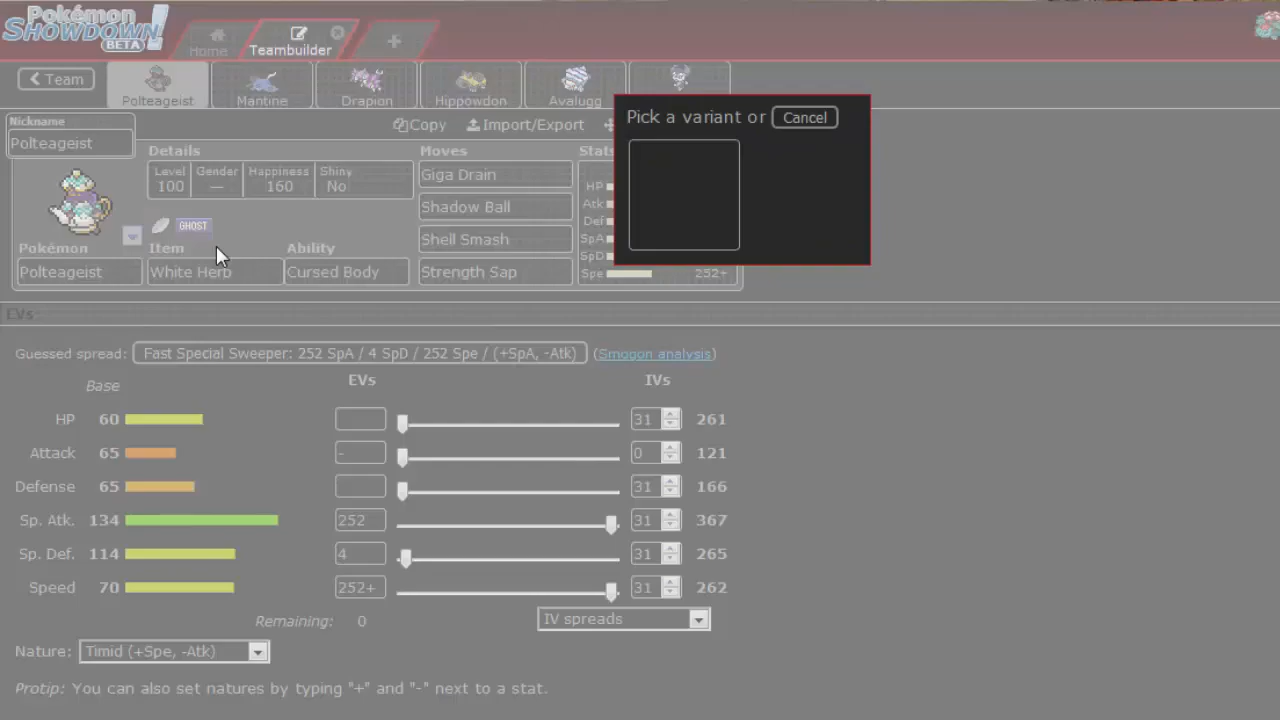 Pokémon
SHOWDOWN!
BETA
Home
Teambuilder
+
Team
Polteageist
Mantine
Drapion
Hippowdon
Avalugg
Nickname
Polteageist
Copy
Import/Export
Pick a variant or Cancel
Details
Moves
Stats
Level
Gender
Happiness
Shiny
100
—
160
No
Giga Drain
Shadow Ball
Shell Smash
Strength Sap
HP
Atk
Def
SpA
SpD
Spe
252+
GHOST
Pokémon
Item
Ability
Polteageist
White Herb
Cursed Body
EVs
Guessed spread: Fast Special Sweeper: 252 SpA / 4 SpD / 252 Spe / (+SpA, -Atk) (Smogon analysis)
Base
EVs
IVs
HP 60 31 261
Attack 65 - 0 121
Defense 65 31 166
Sp. Atk. 134 252 31 367
Sp. Def. 114 4 31 265
Speed 70 252+ 31 262
Remaining: 0
IV spreads
Nature: Timid (+Spe, -Atk)
Protip: You can also set natures by typing "+" and "-" next to a stat.